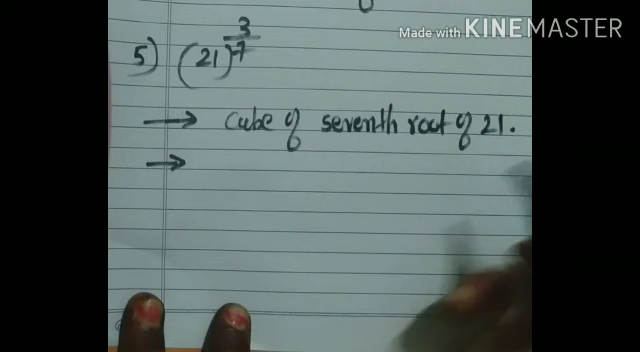 Made with KINEMASTER
5) (21)^3/7
→ Cube of seventh root of 21.
→